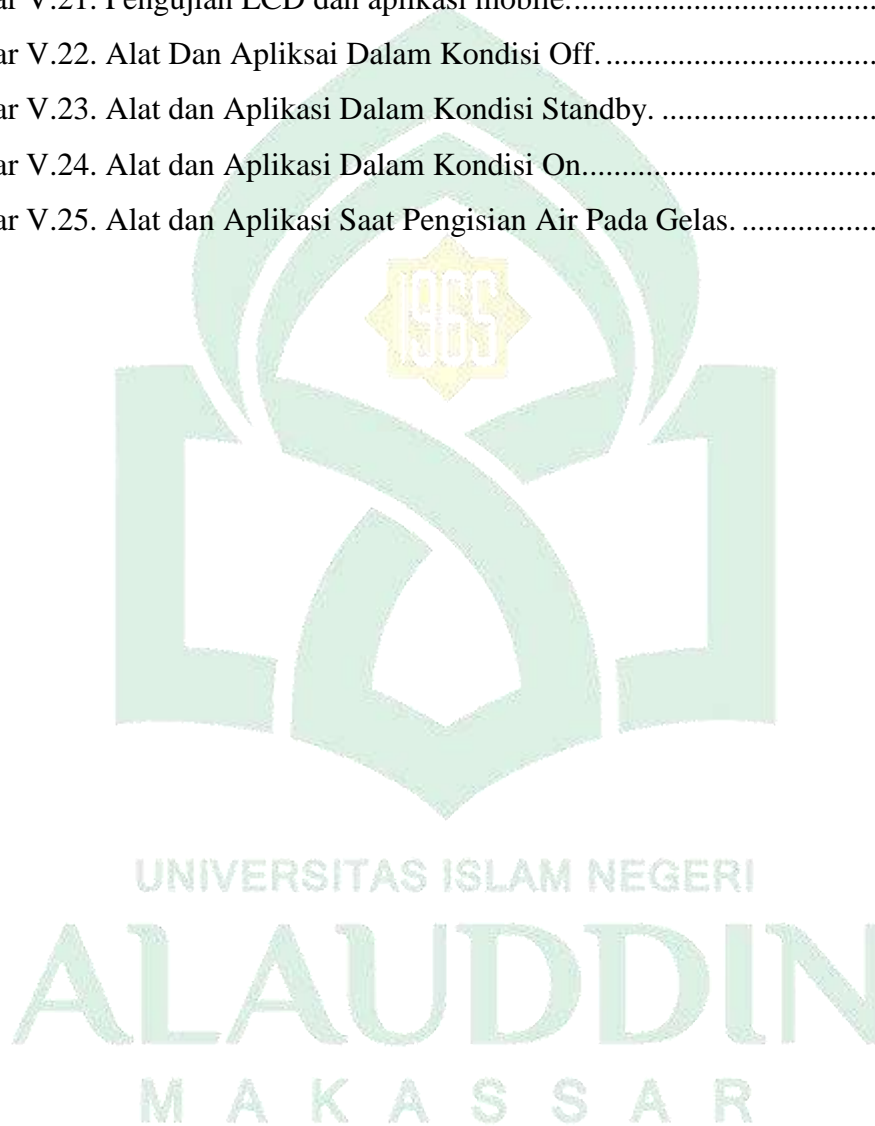 ar V.21. Pengujian LCD dan aplikasi mobile.......................................
ar V.22. Alat Dan Apliksai Dalam Kondisi Off. ..................................
ar V.23. Alat dan Aplikasi Dalam Kondisi Standby. ...........................
ar V.24. Alat dan Aplikasi Dalam Kondisi On.....................................
ar V.25. Alat dan Aplikasi Saat Pengisian Air Pada Gelas. .................
1965
UNIVERSITAS ISLAM NEGERI
ALAUDDIN
MAKASSAR